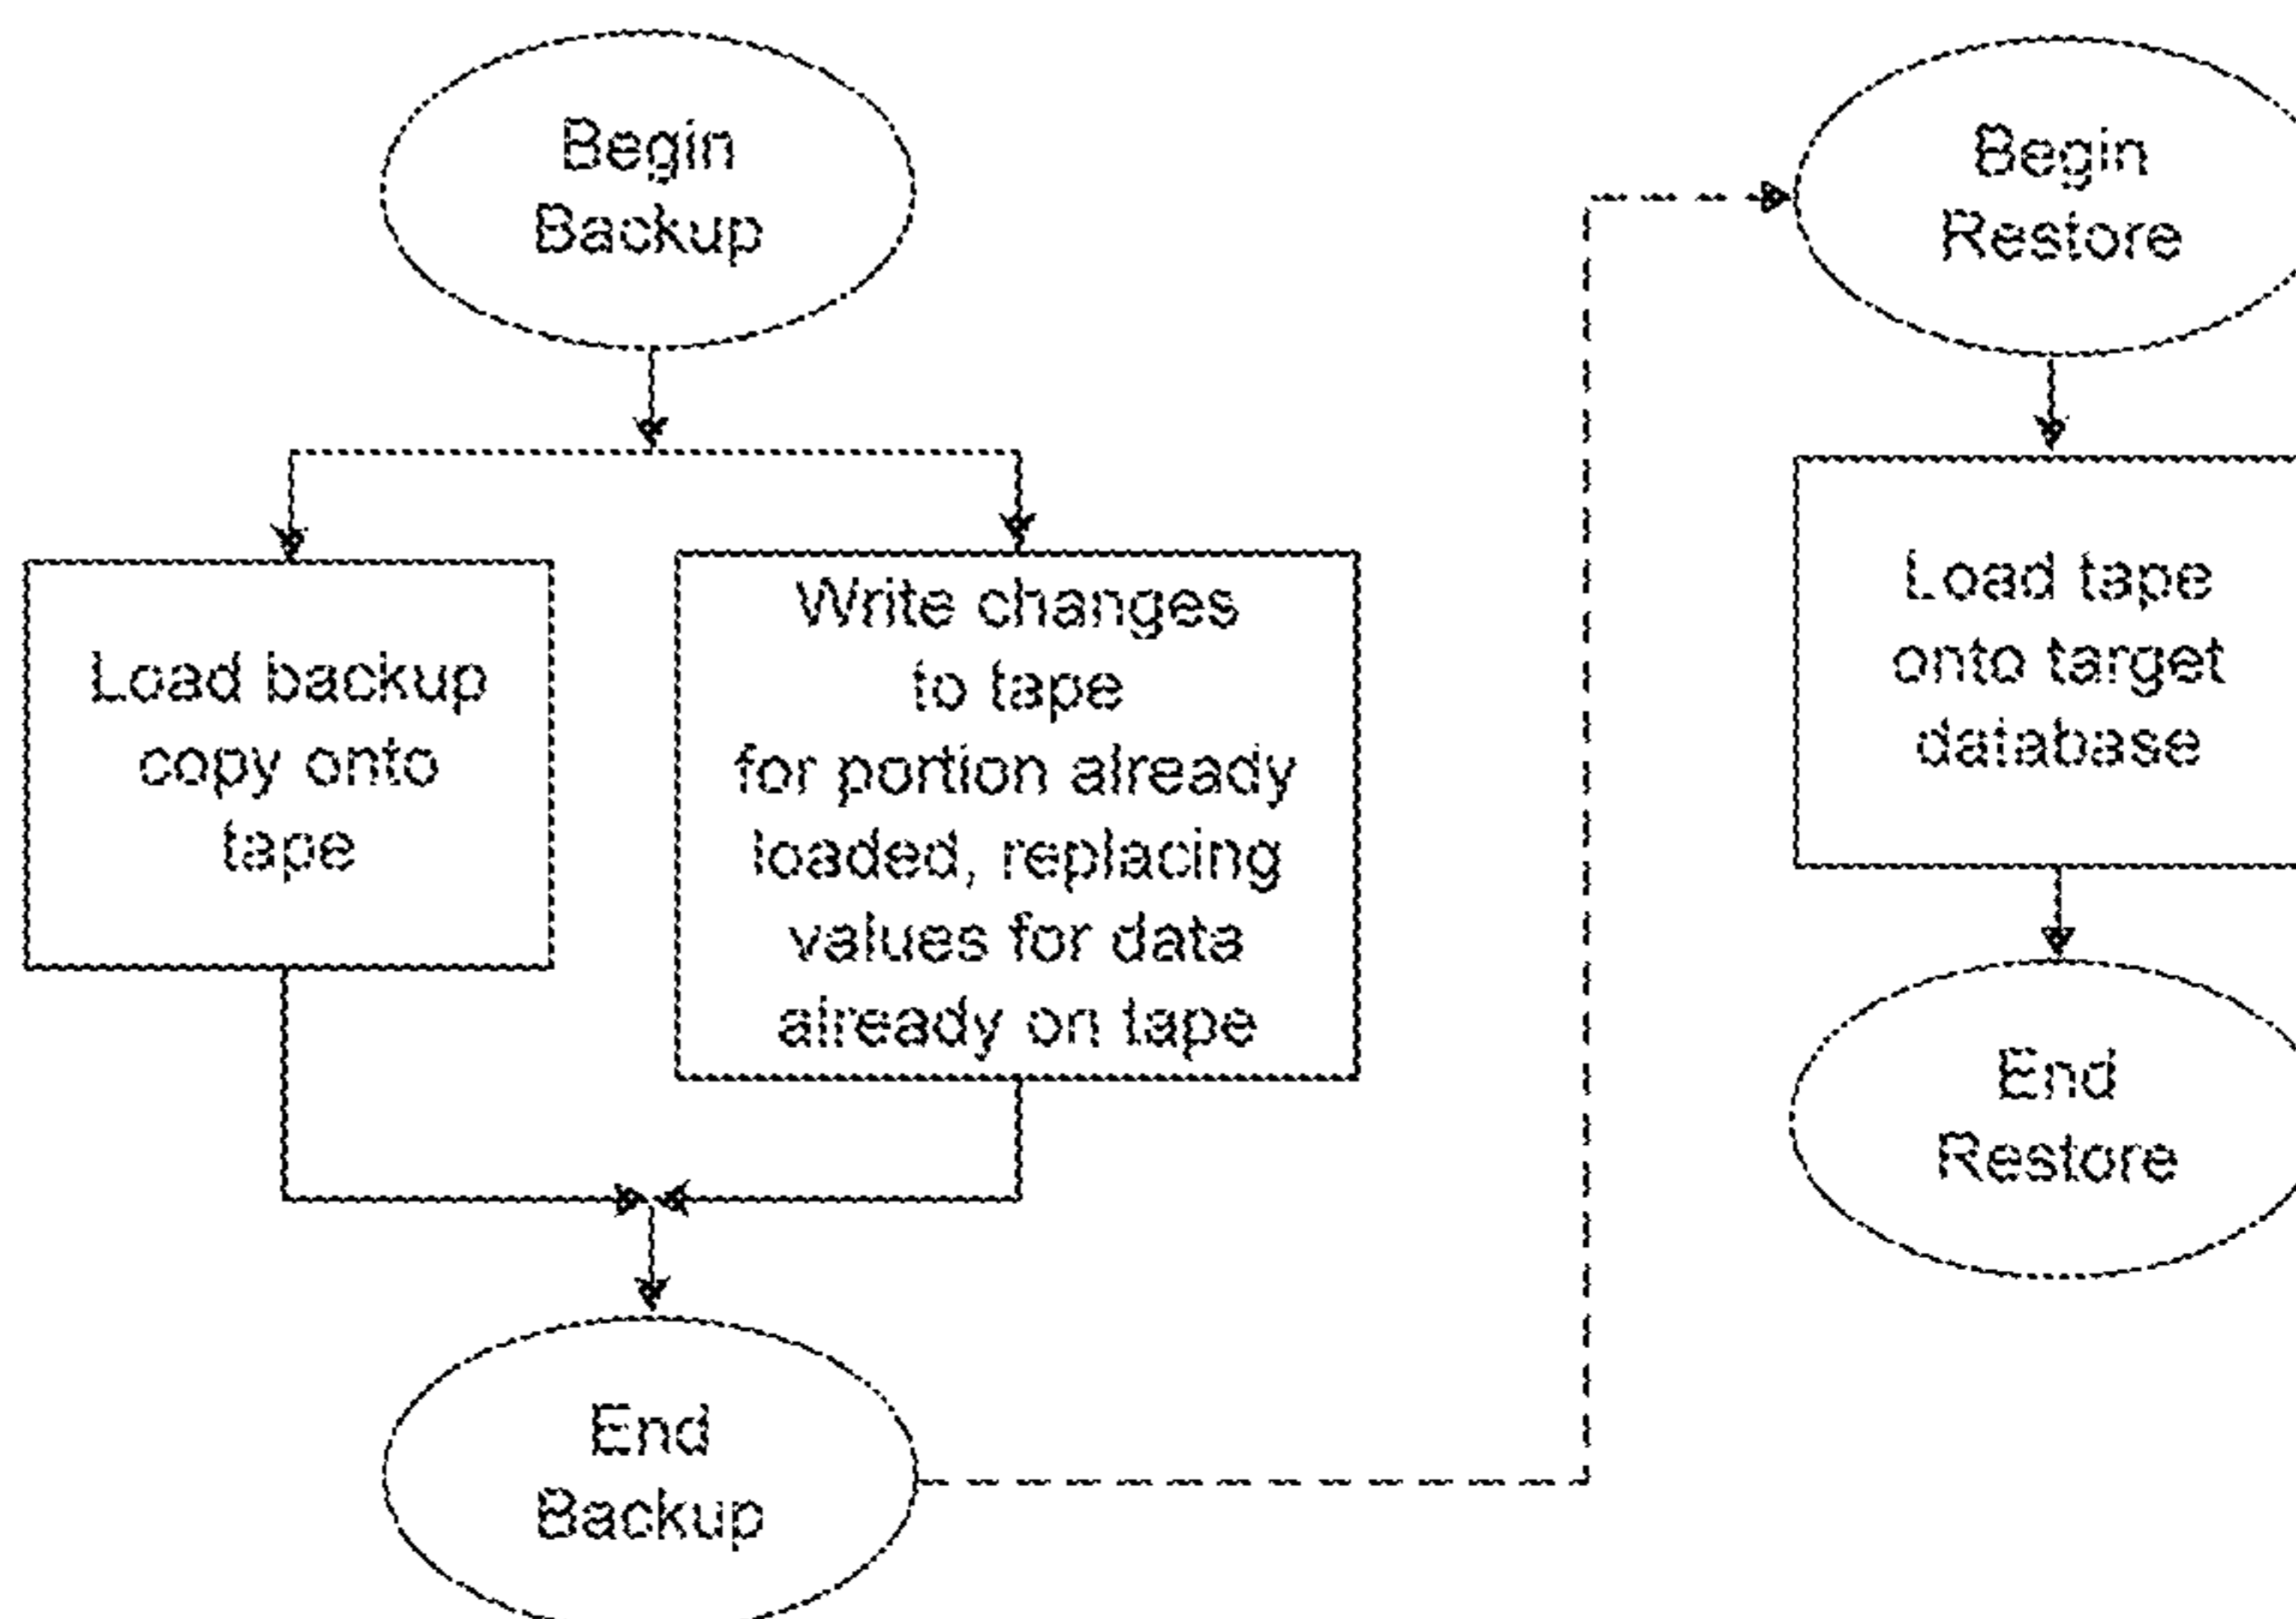 Begin
Backup
Load backup
copy onto
tape
Write changes
to tape
for portion already
loaded, replacing
values for data
already on tape
End
Backup
Begin
Restore
Load tape
onto target
database
End
Restore